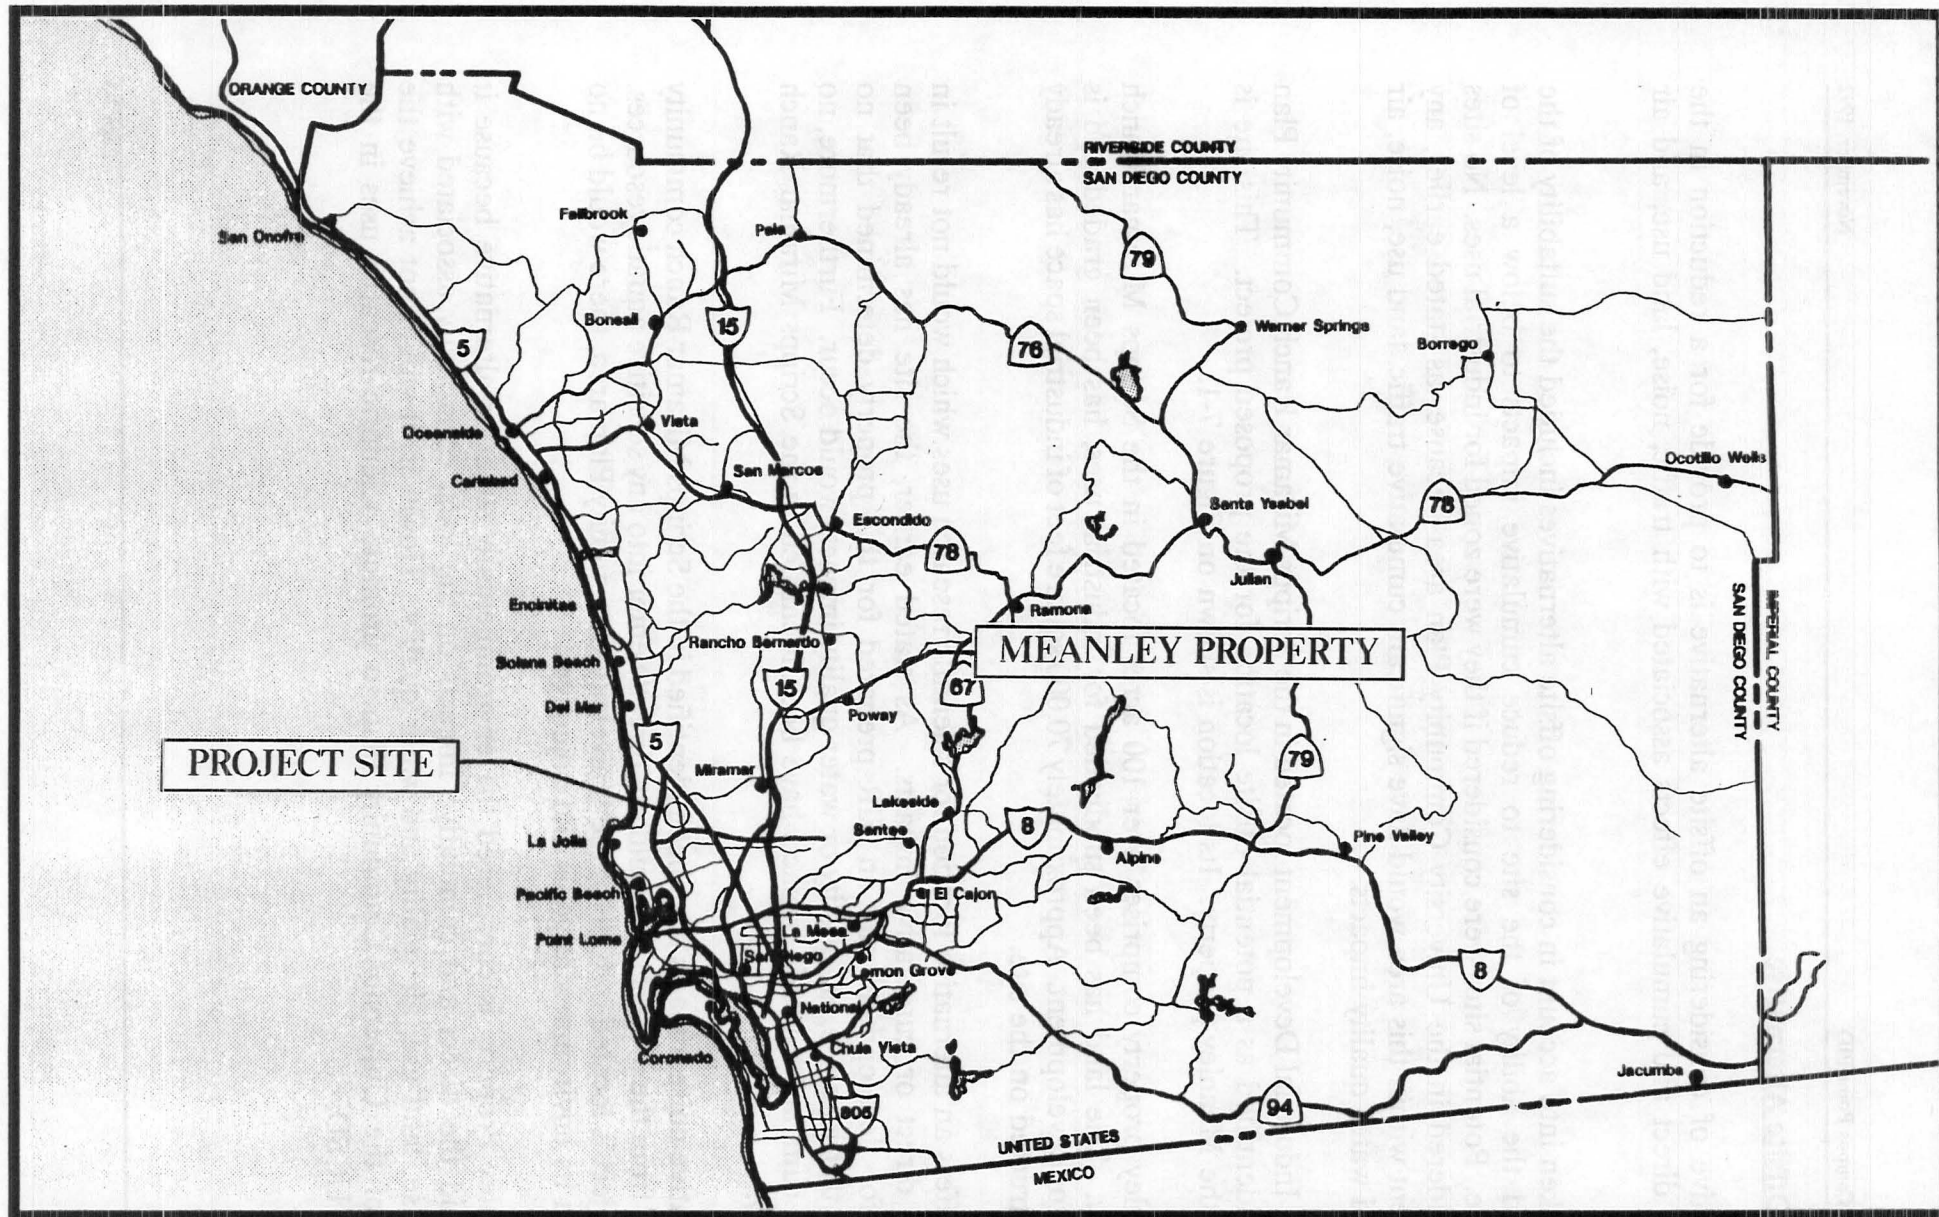 ORANGE COUNTY
RIVERSIDE COUNTY
SAN DIEGO COUNTY
San Onofre
Fallbrook
Pala
79
5
Bonsall
15
76
Warner Springs
Borrego
Oceanside
Vista
Carlsbad
San Marcos
Ocotillo Wells
Escondido
78
Santa Ysabel
78
Julian
Encinitas
Ramona
SAN DIEGO COUNTY
IMPERIAL COUNTY
Solana Beach
Rancho Bernardo
MEANLEY PROPERTY
Del Mar
15
67
Poway
5
PROJECT SITE
Miramar
79
Lakeside
8
La Jolla
Santee
Alpine
Pine Valley
Pacific Beach
El Cajon
Point Loma
La Mesa
San Diego
Lemon Grove
8
National City
Coronado
Chula Vista
Jacumba
805
94
UNITED STATES
MEXICO